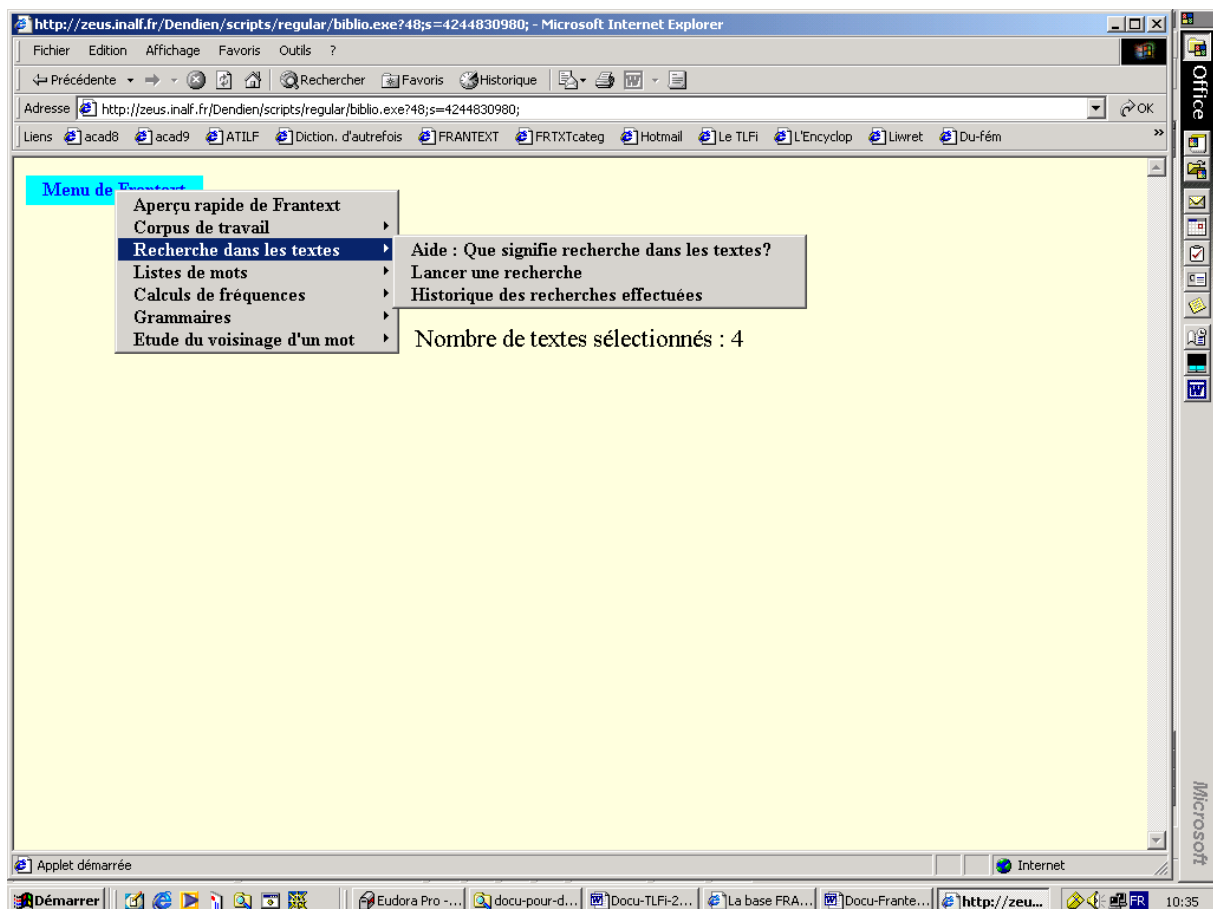 http://zeus.inalf.fr/Dendien/scripts/regular/biblio.exe?48;s=4244830980; - Microsoft Internet Explorer
Fichier Edition Affichage Favoris Outils ?
Précédente Rechercher Favoris Historique
Adresse http://zeus.inalf.fr/Dendien/scripts/regular/biblio.exe?48;s=4244830980; OK
Liens acad8 acad9 ATILF Diction. d'autrefois FRANTEXT FRTXTcateg Hotmail Le TLFi L'Encyclop Livret Du-fém »
Menu de Frantext
Aperçu rapide de Frantext
Corpus de travail
Recherche dans les textes
Listes de mots
Calculs de fréquences
Grammaires
Etude du voisinage d'un mot
Aide : Que signifie recherche dans les textes?
Lancer une recherche
Historique des recherches effectuées
Nombre de textes sélectionnés : 4
Office
Microsoft
Applet démarrée Internet
Démarrer Eudora Pro -... docu-pour-d... Docu-TLFi-2... La base FRA... Docu-Frante... http://zeu... FR 10:35